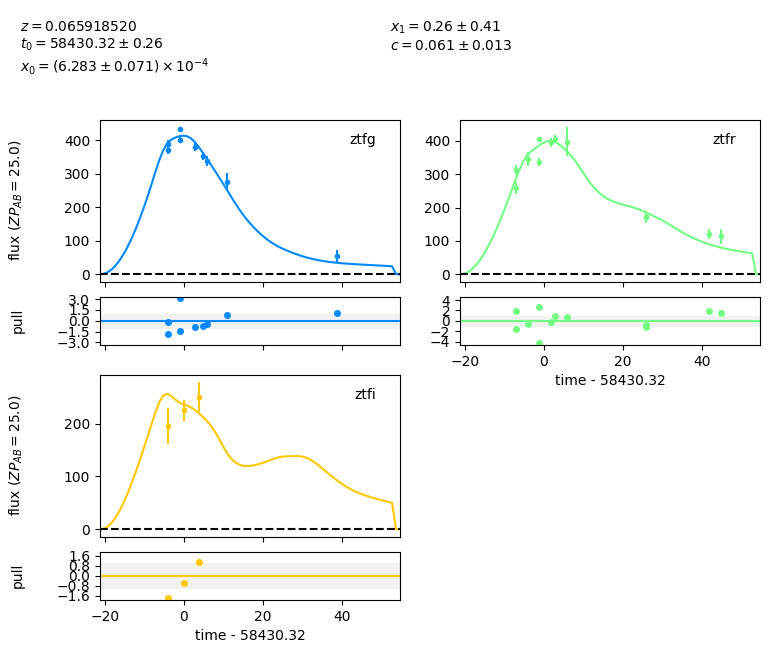 z = 0.065918520
t₀ = 58430.32 ± 0.26
x₀ = (6.283 ± 0.071) × 10⁻⁴
x₁ = 0.26 ± 0.41
c = 0.061 ± 0.013
flux (ZP_AB = 25.0)
400
300
200
100
0
ztfg
400
300
200
100
0
ztfr
pull
3.0
1.5
0.0
−1.5
−3.0
4
2
0
−2
−4
−20 0 20 40
time - 58430.32
flux (ZP_AB = 25.0)
200
100
0
ztfi
pull
1.6
0.8
0.0
−0.8
−1.6
−20 0 20 40
time - 58430.32